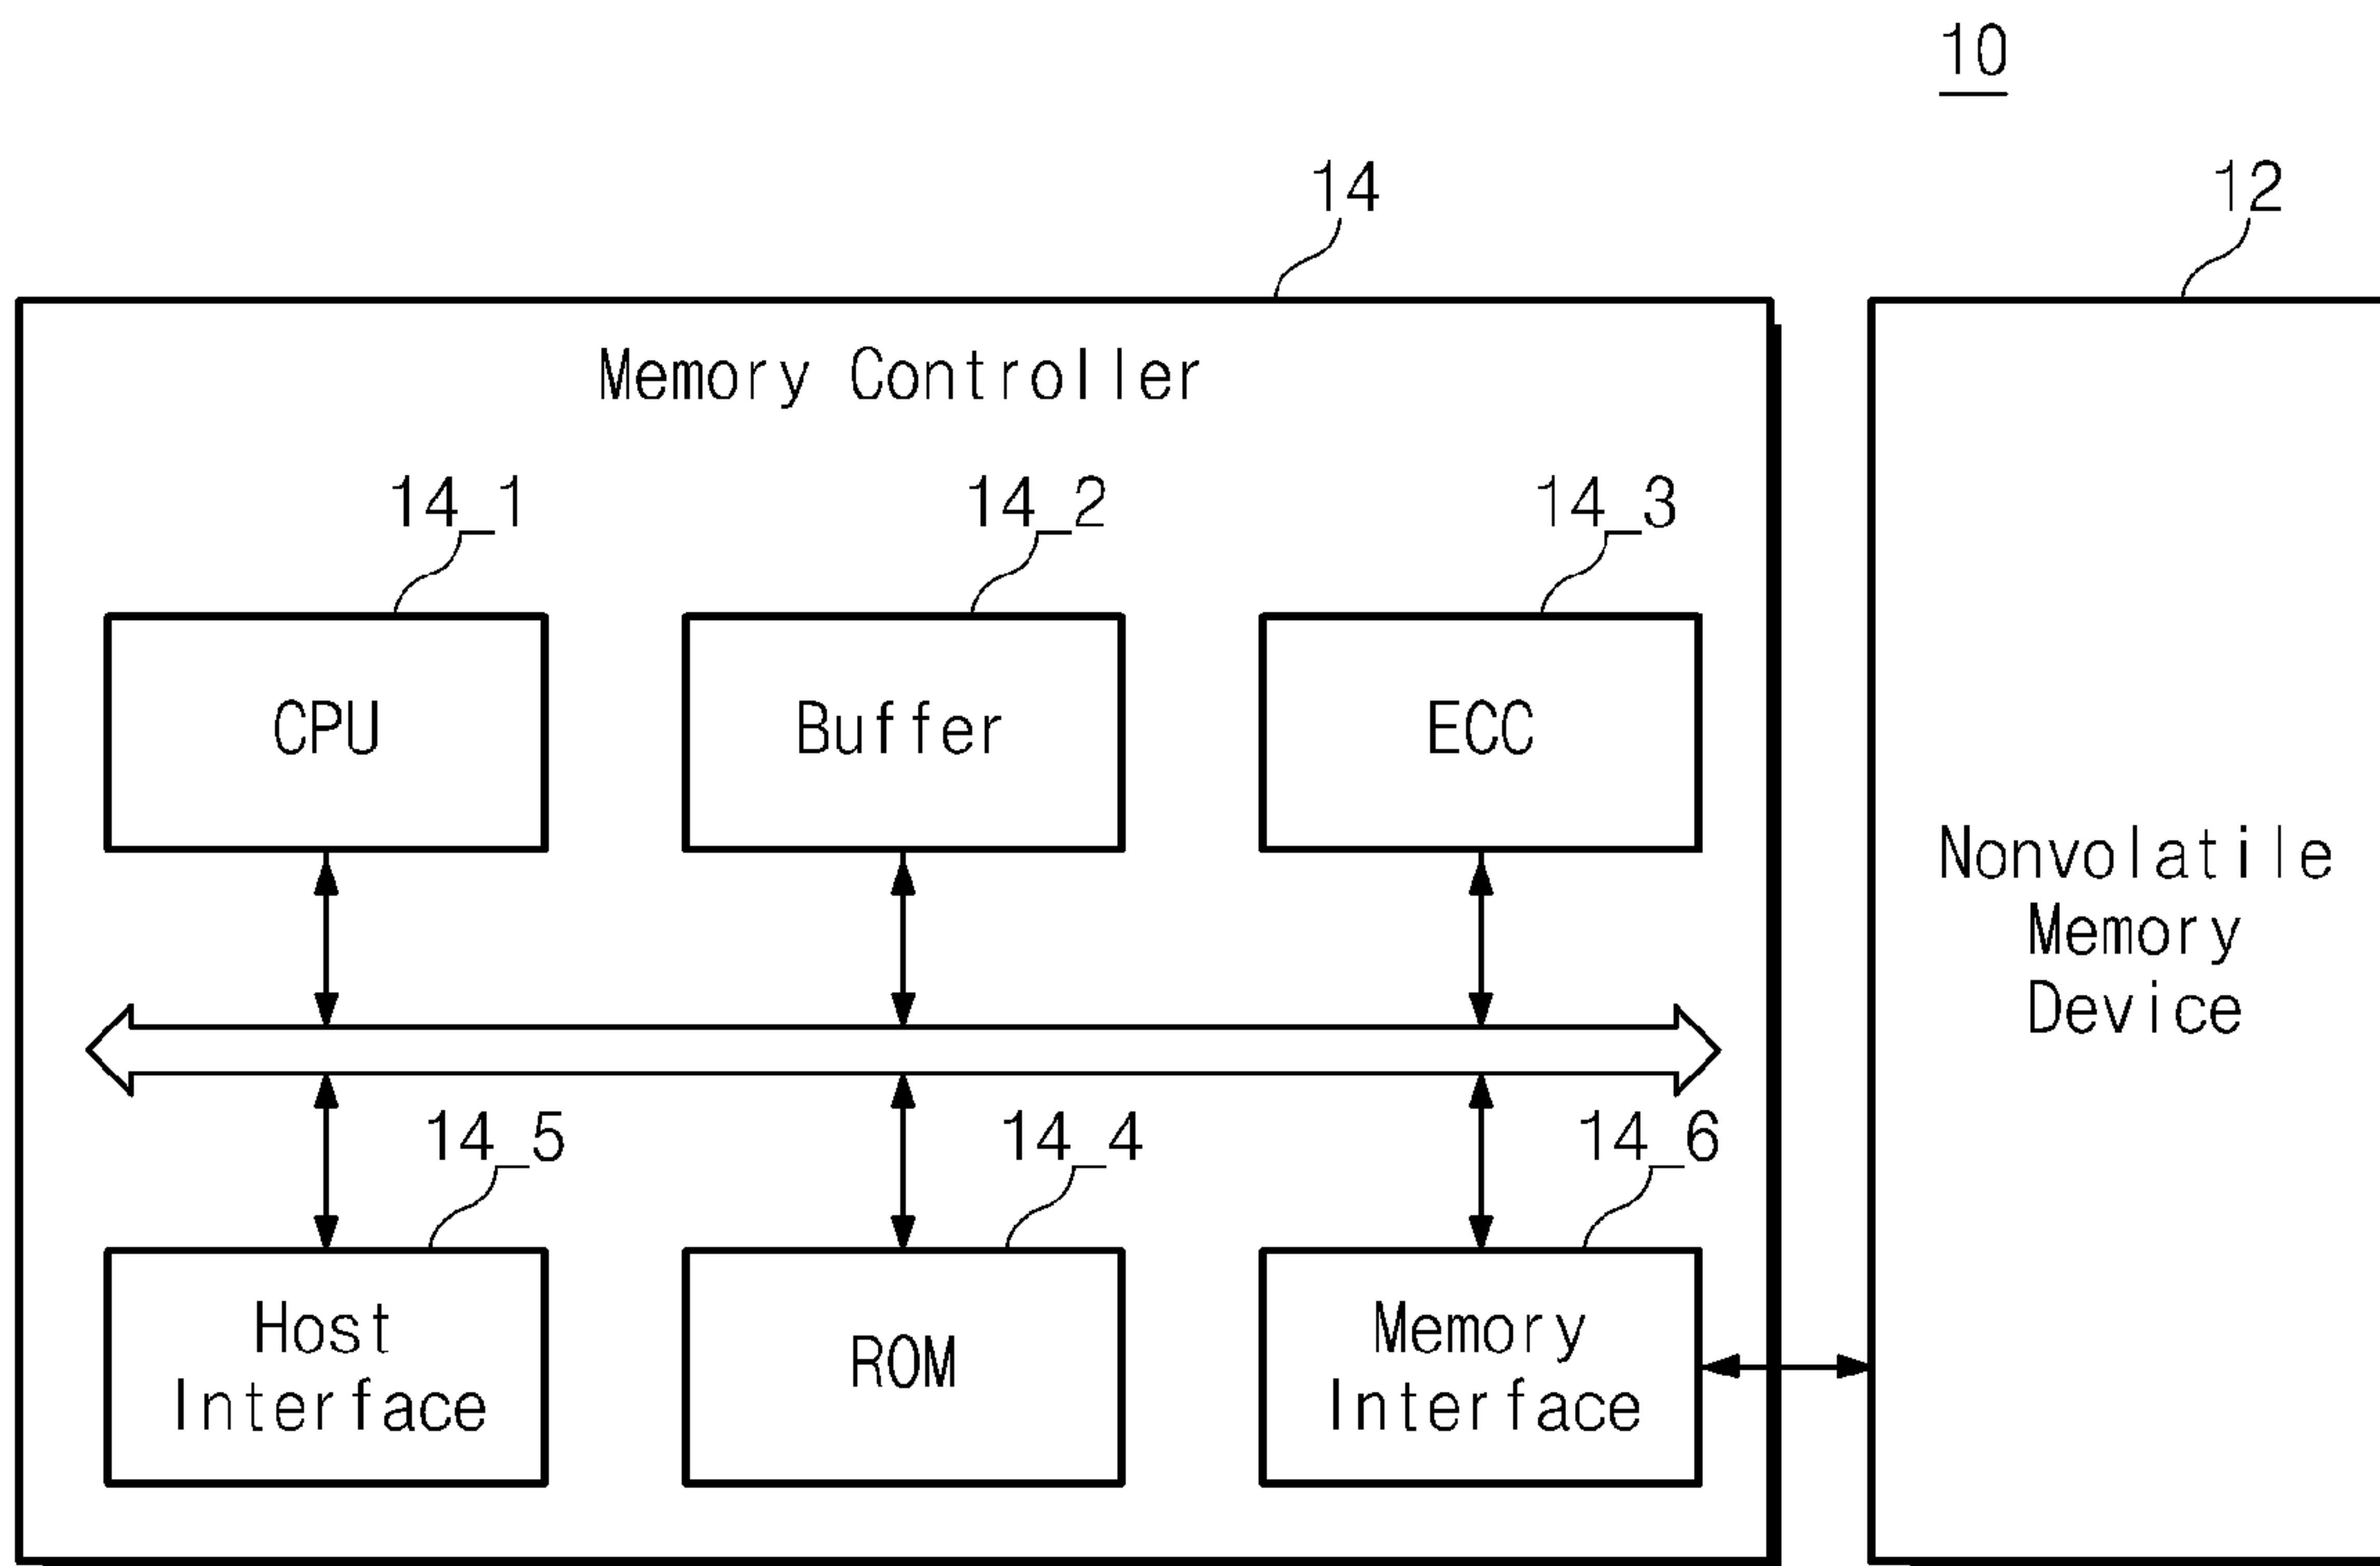 10
14
12
Memory Controller
14_1
14_2
14_3
CPU
Buffer
ECC
Nonvolatile
Memory
Device
14_5
14_4
14_6
Host
Interface
ROM
Memory
Interface